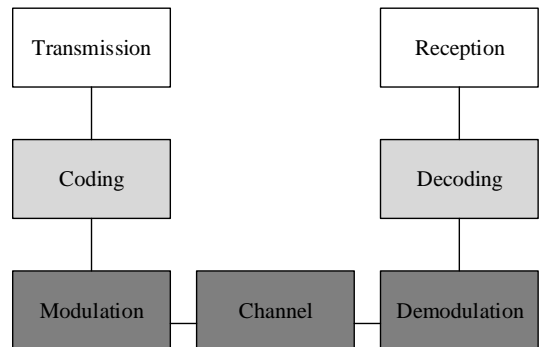 Transmission
Reception
Coding
Decoding
Modulation
Channel
Demodulation